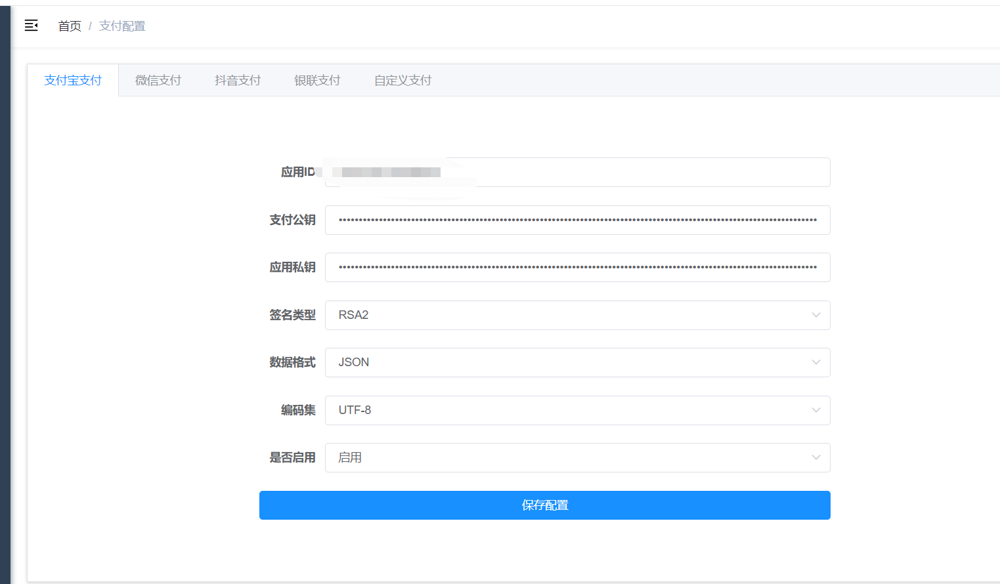 首页 / 支付配置
支付宝支付 微信支付 抖音支付 银联支付 自定义支付
应用ID
支付公钥
应用私钥
签名类型 RSA2
数据格式 JSON
编码集 UTF-8
是否启用 启用
保存配置